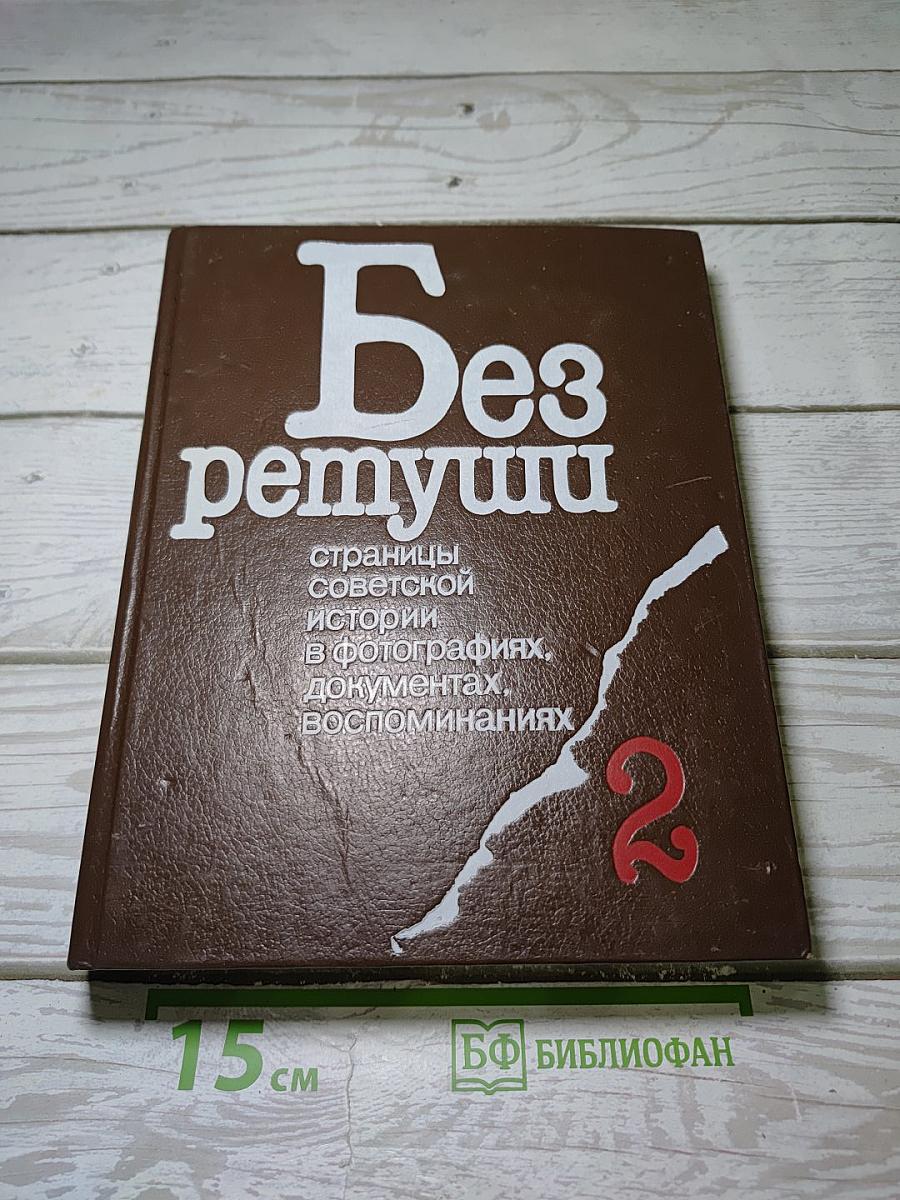 Без
ретуши
страницы
советской
истории
в фотографиях,
документах,
воспоминаниях
2
15 см
БФ БИБЛИОФАН